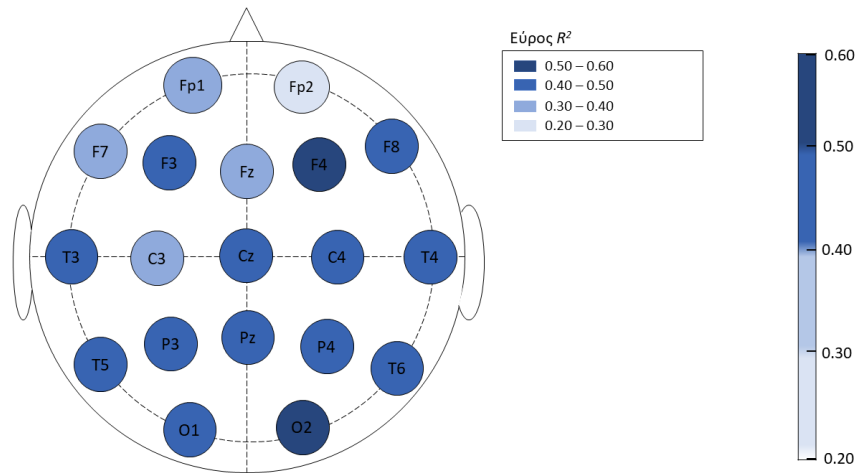 Εύρος R²
0.50 – 0.60
0.40 – 0.50
0.30 – 0.40
0.20 – 0.30
Fp1 Fp2
F7 F3 Fz F4 F8
T3 C3 Cz C4 T4
T5 P3 Pz P4 T6
O1 O2
0.60
0.50
0.40
0.30
0.20